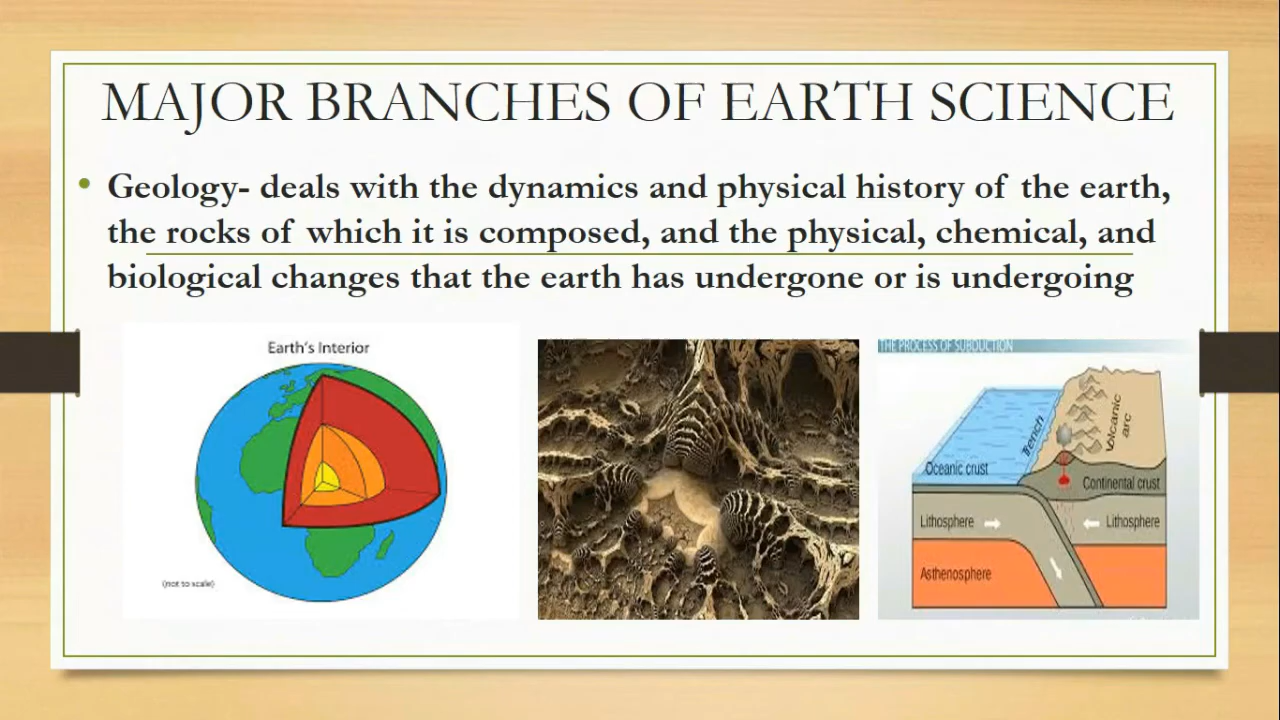 MAJOR BRANCHES OF EARTH SCIENCE
• Geology- deals with the dynamics and physical history of the earth,
the rocks of which it is composed, and the physical, chemical, and
biological changes that the earth has undergone or is undergoing
Earth's Interior
(not to scale)
THE PROCESS OF SUBDUCTION
Trench
Volcanic
arc
Oceanic crust
Continental crust
Lithosphere
Lithosphere
Asthenosphere